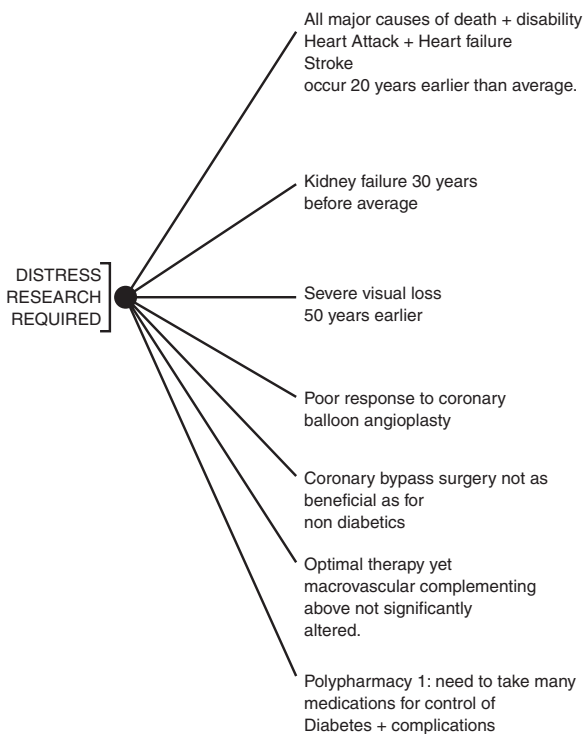 All major causes of death + disability
Heart Attack + Heart failure
Stroke
occur 20 years earlier than average.
Kidney failure 30 years
before average
DISTRESS
RESEARCH
REQUIRED
Severe visual loss
50 years earlier
Poor response to coronary
balloon angioplasty
Coronary bypass surgery not as
beneficial as for
non diabetics
Optimal therapy yet
macrovascular complementing
above not significantly
altered.
Polypharmacy 1: need to take many
medications for control of
Diabetes + complications